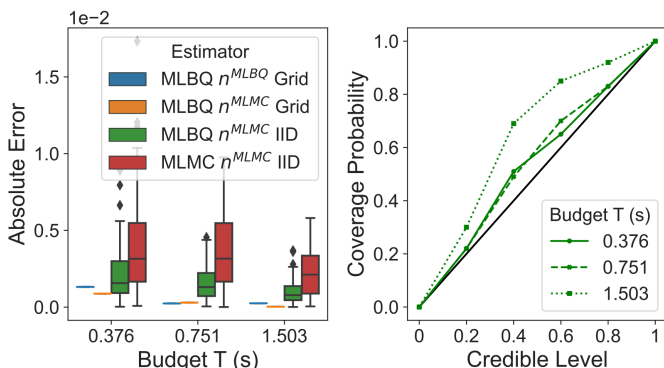 1e−2
Absolute Error
1.5
1.0
0.5
0.0
Estimator
MLBQ n^MLBQ Grid
MLBQ n^MLMC Grid
MLBQ n^MLMC IID
MLMC n^MLMC IID
0.376 0.751 1.503
Budget T (s)
Coverage Probability
1.0
0.8
0.6
0.4
0.2
0.0
Budget T (s)
0.376
0.751
1.503
0 0.2 0.4 0.6 0.8 1
Credible Level